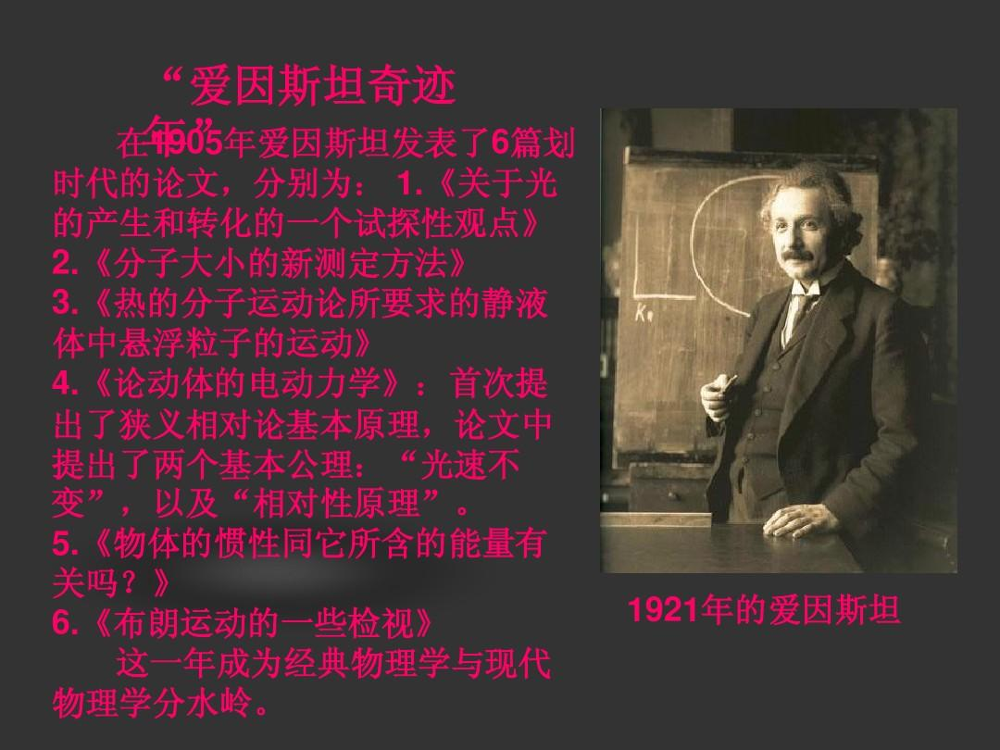 “爱因斯坦奇迹
年”
在1905年爱因斯坦发表了6篇划
时代的论文，分别为： 1.《关于光
的产生和转化的一个试探性观点》
2.《分子大小的新测定方法》
3.《热的分子运动论所要求的静液
体中悬浮粒子的运动》
4.《论动体的电动力学》：首次提
出了狭义相对论基本原理，论文中
提出了两个基本公理：“光速不
变”，以及“相对性原理”。
5.《物体的惯性同它所含的能量有
关吗？》
6.《布朗运动的一些检视》
这一年成为经典物理学与现代
物理学分水岭。
1921年的爱因斯坦